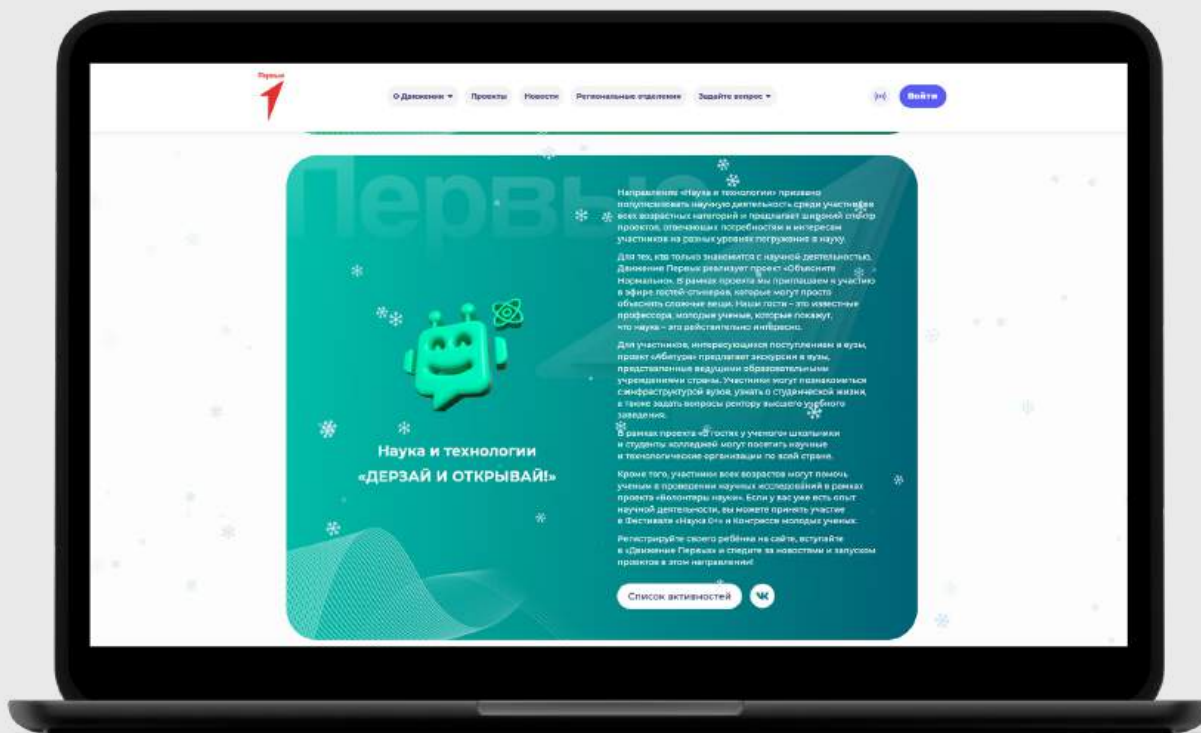 Первые
О Движении
Проекты
Новости
Региональные отделения
Задайте вопрос
Войти
Первые
Наука и технологии
«ДЕРЗАЙ И ОТКРЫВАЙ!»
Направление «Наука и технологии» призвано
популяризовать научную деятельность среди участников
всех возрастных категорий и предлагает широкий спектр
проектов, отвечающих потребностям и интересам
участников на разных уровнях погружения в науку.
Для тех, кто только знакомится с научной деятельностью,
Движение Первых реализует проект «Объясните
Нормально». В рамках проекта мы приглашаем к участию
в эфире гостей-спикеров, которые могут просто
объяснить сложные вещи. Наши гости – это известные
профессора, молодые ученые, которые покажут,
что наука – это действительно интересно.
Для участников, интересующихся поступлением в вузы,
проект «Абитура» предлагает экскурсии в вузы,
представленные ведущими образовательными
учреждениями страны. Участники могут познакомиться
с инфраструктурой вузов, узнать о студенческой жизни,
а также задать вопросы ректору высшего учебного
заведения.
В рамках проекта «В гостях у ученого» школьники
и студенты колледжей могут посетить научные
и технологические организации по всей стране.
Кроме того, участники всех возрастов могут помочь
ученым в проведении научных исследований в рамках
проекта «Волонтеры науки». Если у вас уже есть опыт
научной деятельности, вы можете принять участие
в Фестивале «Наука 0+» и Конгрессе молодых ученых.
Регистрируйте своего ребёнка на сайте, вступайте
в «Движение Первых» и следите за новостями и запуском
проектов в этом направлении!
Список активностей